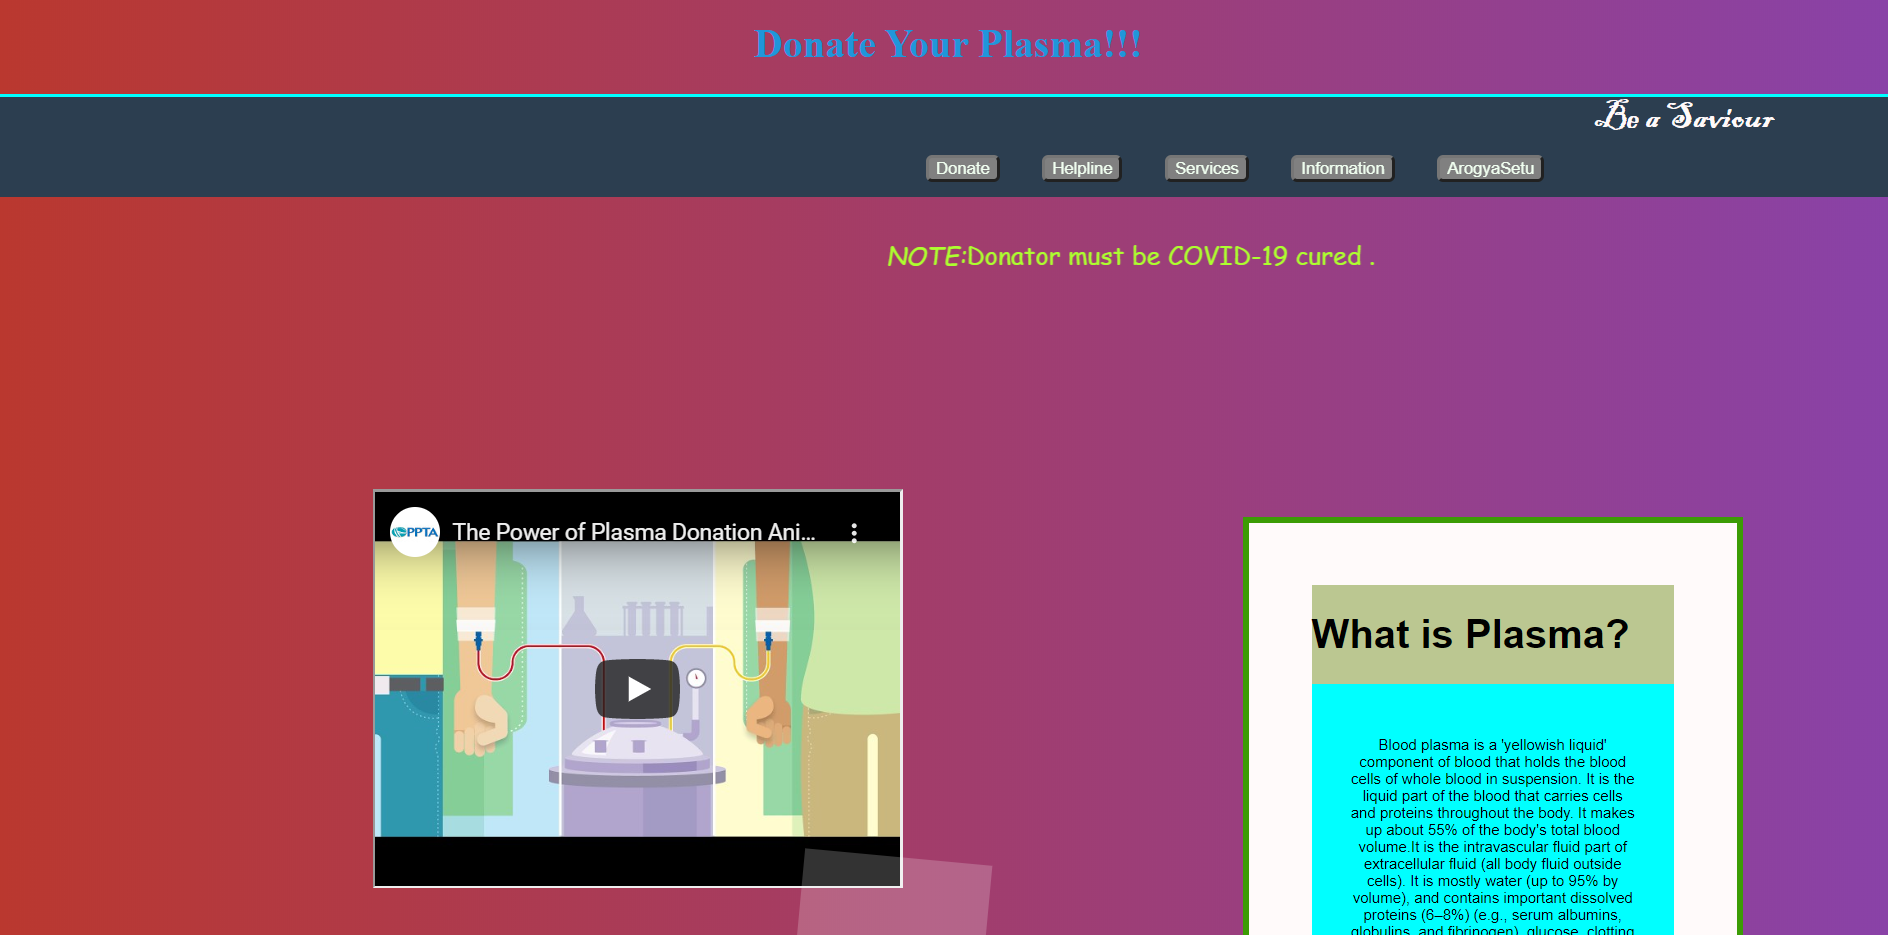 Donate Your Plasma!!!
Be a Saviour
Donate Helpline Services Information ArogyaSetu
NOTE:Donator must be COVID-19 cured .
PPTA The Power of Plasma Donation Ani...
What is Plasma?
Blood plasma is a 'yellowish liquid'
component of blood that holds the blood
cells of whole blood in suspension. It is the
liquid part of the blood that carries cells
and proteins throughout the body. It makes
up about 55% of the body's total blood
volume.It is the intravascular fluid part of
extracellular fluid (all body fluid outside
cells). It is mostly water (up to 95% by
volume), and contains important dissolved
proteins (6–8%) (e.g., serum albumins,
globulins, and fibrinogen), glucose, clotting